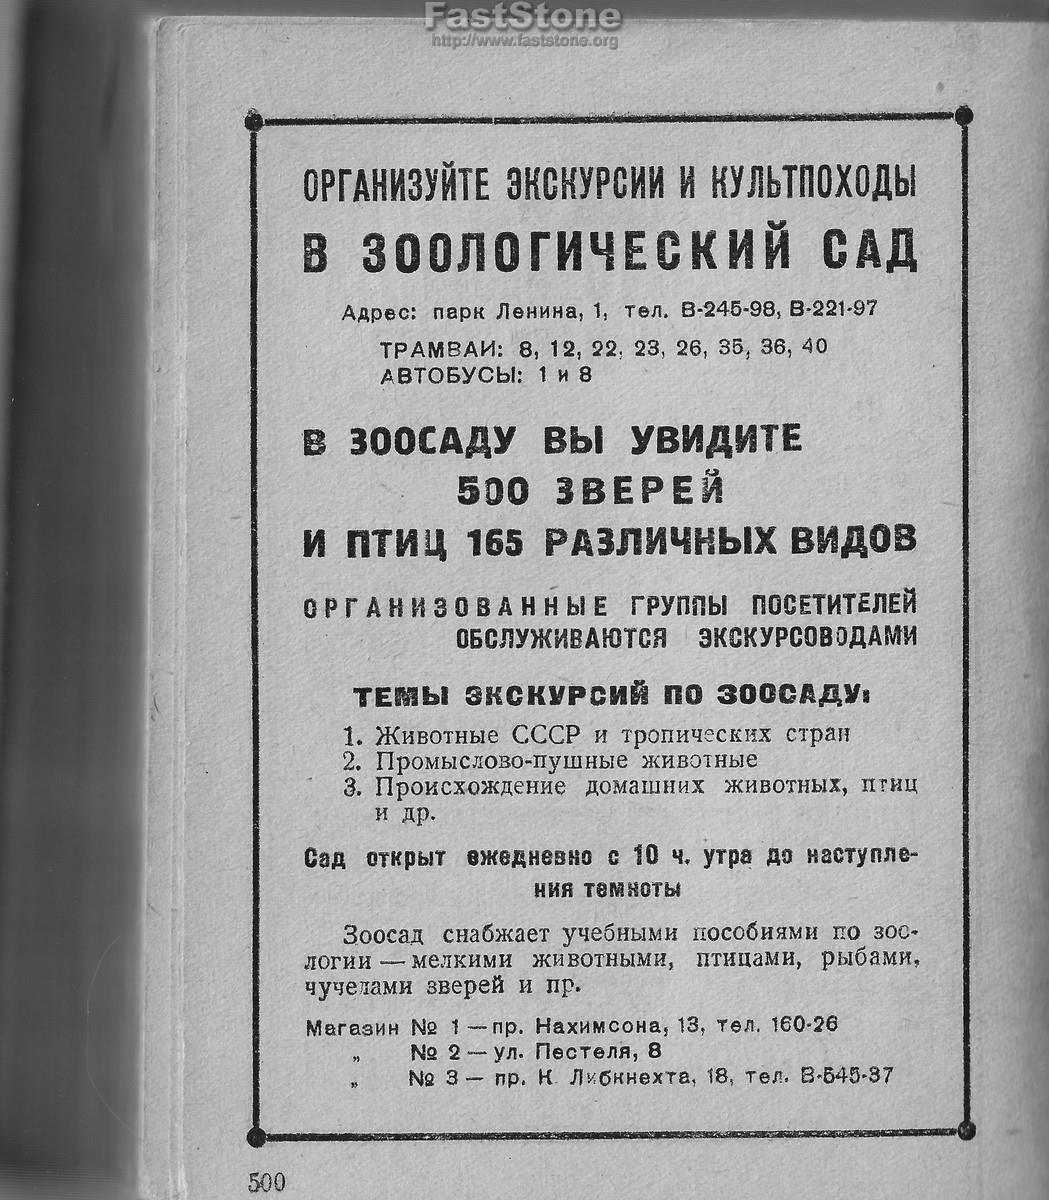 FastStone
http://www.faststone.org
ОРГАНИЗУЙТЕ ЭКСКУРСИИ И КУЛЬТПОХОДЫ
В ЗООЛОГИЧЕСКИЙ САД
Адрес: парк Ленина, 1, тел. В-245-98, В-221-97
ТРАМВАИ: 8, 12, 22, 23, 26, 35, 36, 40
АВТОБУСЫ: 1 и 8
В ЗООСАДУ ВЫ УВИДИТЕ
500 ЗВЕРЕЙ
И ПТИЦ 165 РАЗЛИЧНЫХ ВИДОВ
ОРГАНИЗОВАННЫЕ ГРУППЫ ПОСЕТИТЕЛЕЙ
ОБСЛУЖИВАЮТСЯ ЭКСКУРСОВОДАМИ
ТЕМЫ ЭКСКУРСИЙ ПО ЗООСАДУ:
1. Животные СССР и тропических стран
2. Промыслово-пушные животные
3. Происхождение домашних животных, птиц
и др.
Сад открыт ежедневно с 10 ч. утра до наступле-
ния темноты
Зоосад снабжает учебными пособиями по зоо-
логии — мелкими животными, птицами, рыбами,
чучелами зверей и пр.
Магазин № 1 — пр. Нахимсона, 13, тел. 160-26
„ № 2 — ул. Пестеля, 8
„ № 3 — пр. К. Либкнехта, 18, тел. В-545-37
500